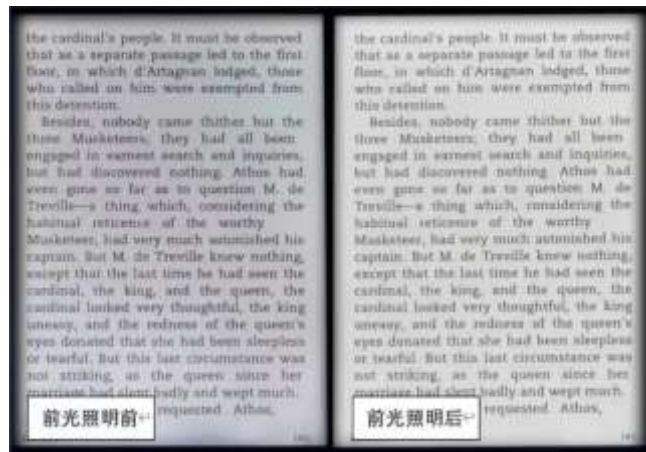 the cardinal's people. It must be observed
that as a separate passage led to the first
floor, in which d'Artagnan lodged, those
who called on him were exempted from
this detention.
Besides, nobody came thither but the
three Musketeers; they had all been
engaged in earnest search and inquiries,
but had discovered nothing. Athos had
even gone so far as to question M. de
Treville—a thing which, considering the
habitual reticence of the worthy
Musketeer, had very much astonished his
captain. But M. de Treville knew nothing,
except that the last time he had seen the
cardinal, the king, and the queen, the
cardinal looked very thoughtful, the king
uneasy, and the redness of the queen's
eyes donated that she had been sleepless
or tearful. But this last circumstance was
not striking, as the queen since her
marriage had slept badly and wept much.
requested Athos,
前光照明前
the cardinal's people. It must be observed
that as a separate passage led to the first
floor, in which d'Artagnan lodged, those
who called on him were exempted from
this detention.
Besides, nobody came thither but the
three Musketeers; they had all been
engaged in earnest search and inquiries,
but had discovered nothing. Athos had
even gone so far as to question M. de
Treville—a thing which, considering the
habitual reticence of the worthy
Musketeer, had very much astonished his
captain. But M. de Treville knew nothing,
except that the last time he had seen the
cardinal, the king, and the queen, the
cardinal looked very thoughtful, the king
uneasy, and the redness of the queen's
eyes donated that she had been sleepless
or tearful. But this last circumstance was
not striking, as the queen since her
marriage had slept badly and wept much.
requested Athos,
前光照明后